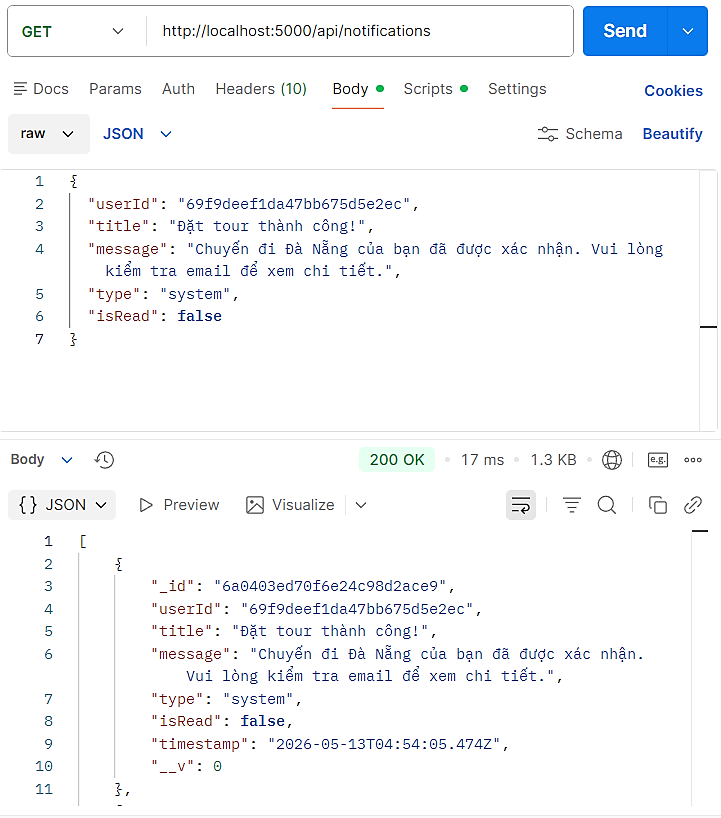 GET http://localhost:5000/api/notifications Send
Docs Params Auth Headers (10) Body Scripts Settings Cookies
raw JSON Schema Beautify
1 {
2 "userId": "69f9deef1da47bb675d5e2ec",
3 "title": "Đặt tour thành công!",
4 "message": "Chuyến đi Đà Nẵng của bạn đã được xác nhận. Vui lòng
kiểm tra email để xem chi tiết.",
5 "type": "system",
6 "isRead": false
7 }
Body 200 OK 17 ms 1.3 KB e.g.
{} JSON Preview Visualize
1 [
2 {
3 "_id": "6a0403ed70f6e24c98d2ace9",
4 "userId": "69f9deef1da47bb675d5e2ec",
5 "title": "Đặt tour thành công!",
6 "message": "Chuyến đi Đà Nẵng của bạn đã được xác nhận.
Vui lòng kiểm tra email để xem chi tiết.",
7 "type": "system",
8 "isRead": false,
9 "timestamp": "2026-05-13T04:54:05.474Z",
10 "__v": 0
11 },